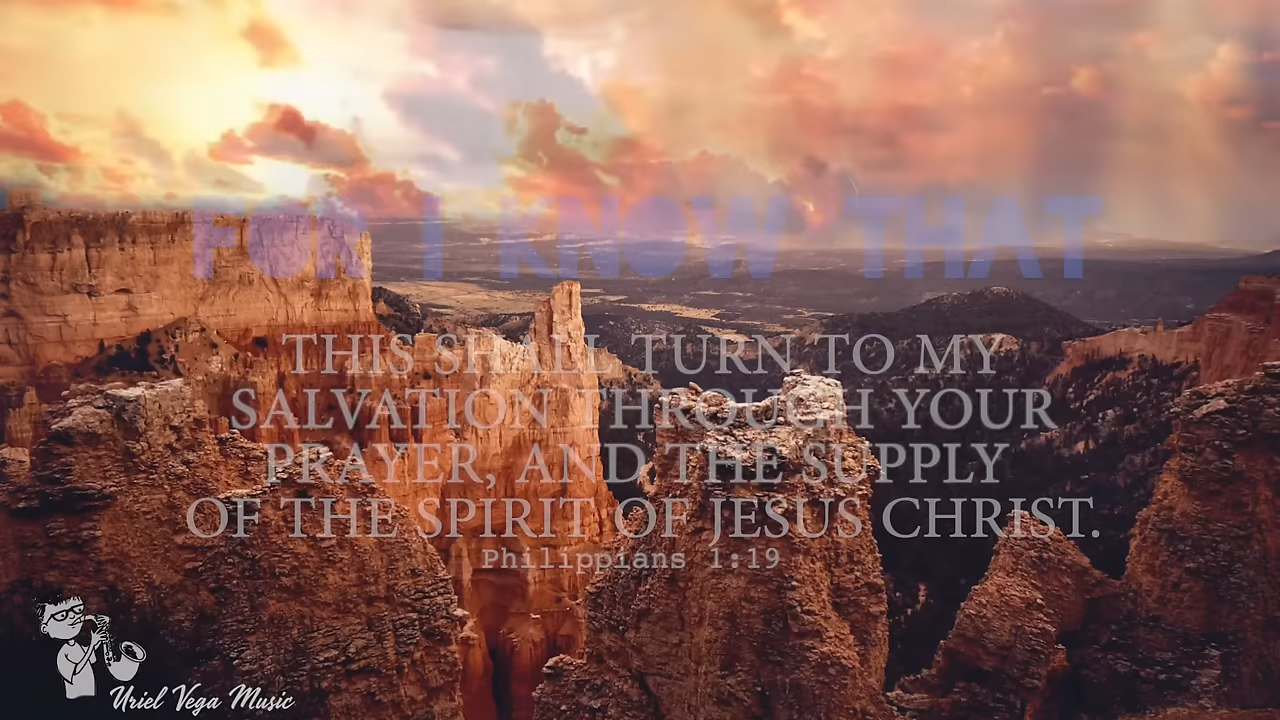 FOR I KNOW THAT
THIS SHALL TURN TO MY
SALVATION THROUGH YOUR
PRAYER, AND THE SUPPLY
OF THE SPIRIT OF JESUS CHRIST.
Philippians 1:19
Uriel Vega Music